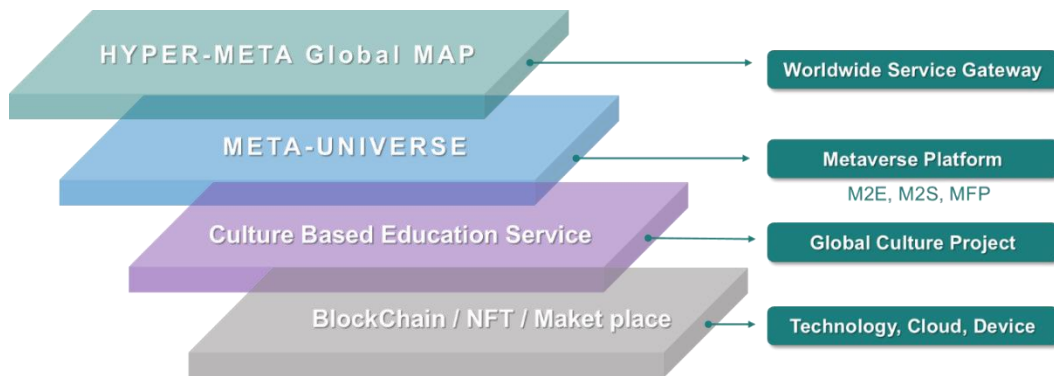 HYPER-META Global MAP
Worldwide Service Gateway
META-UNIVERSE
Metaverse Platform
M2E, M2S, MFP
Culture Based Education Service
Global Culture Project
BlockChain / NFT / Maket place
Technology, Cloud, Device